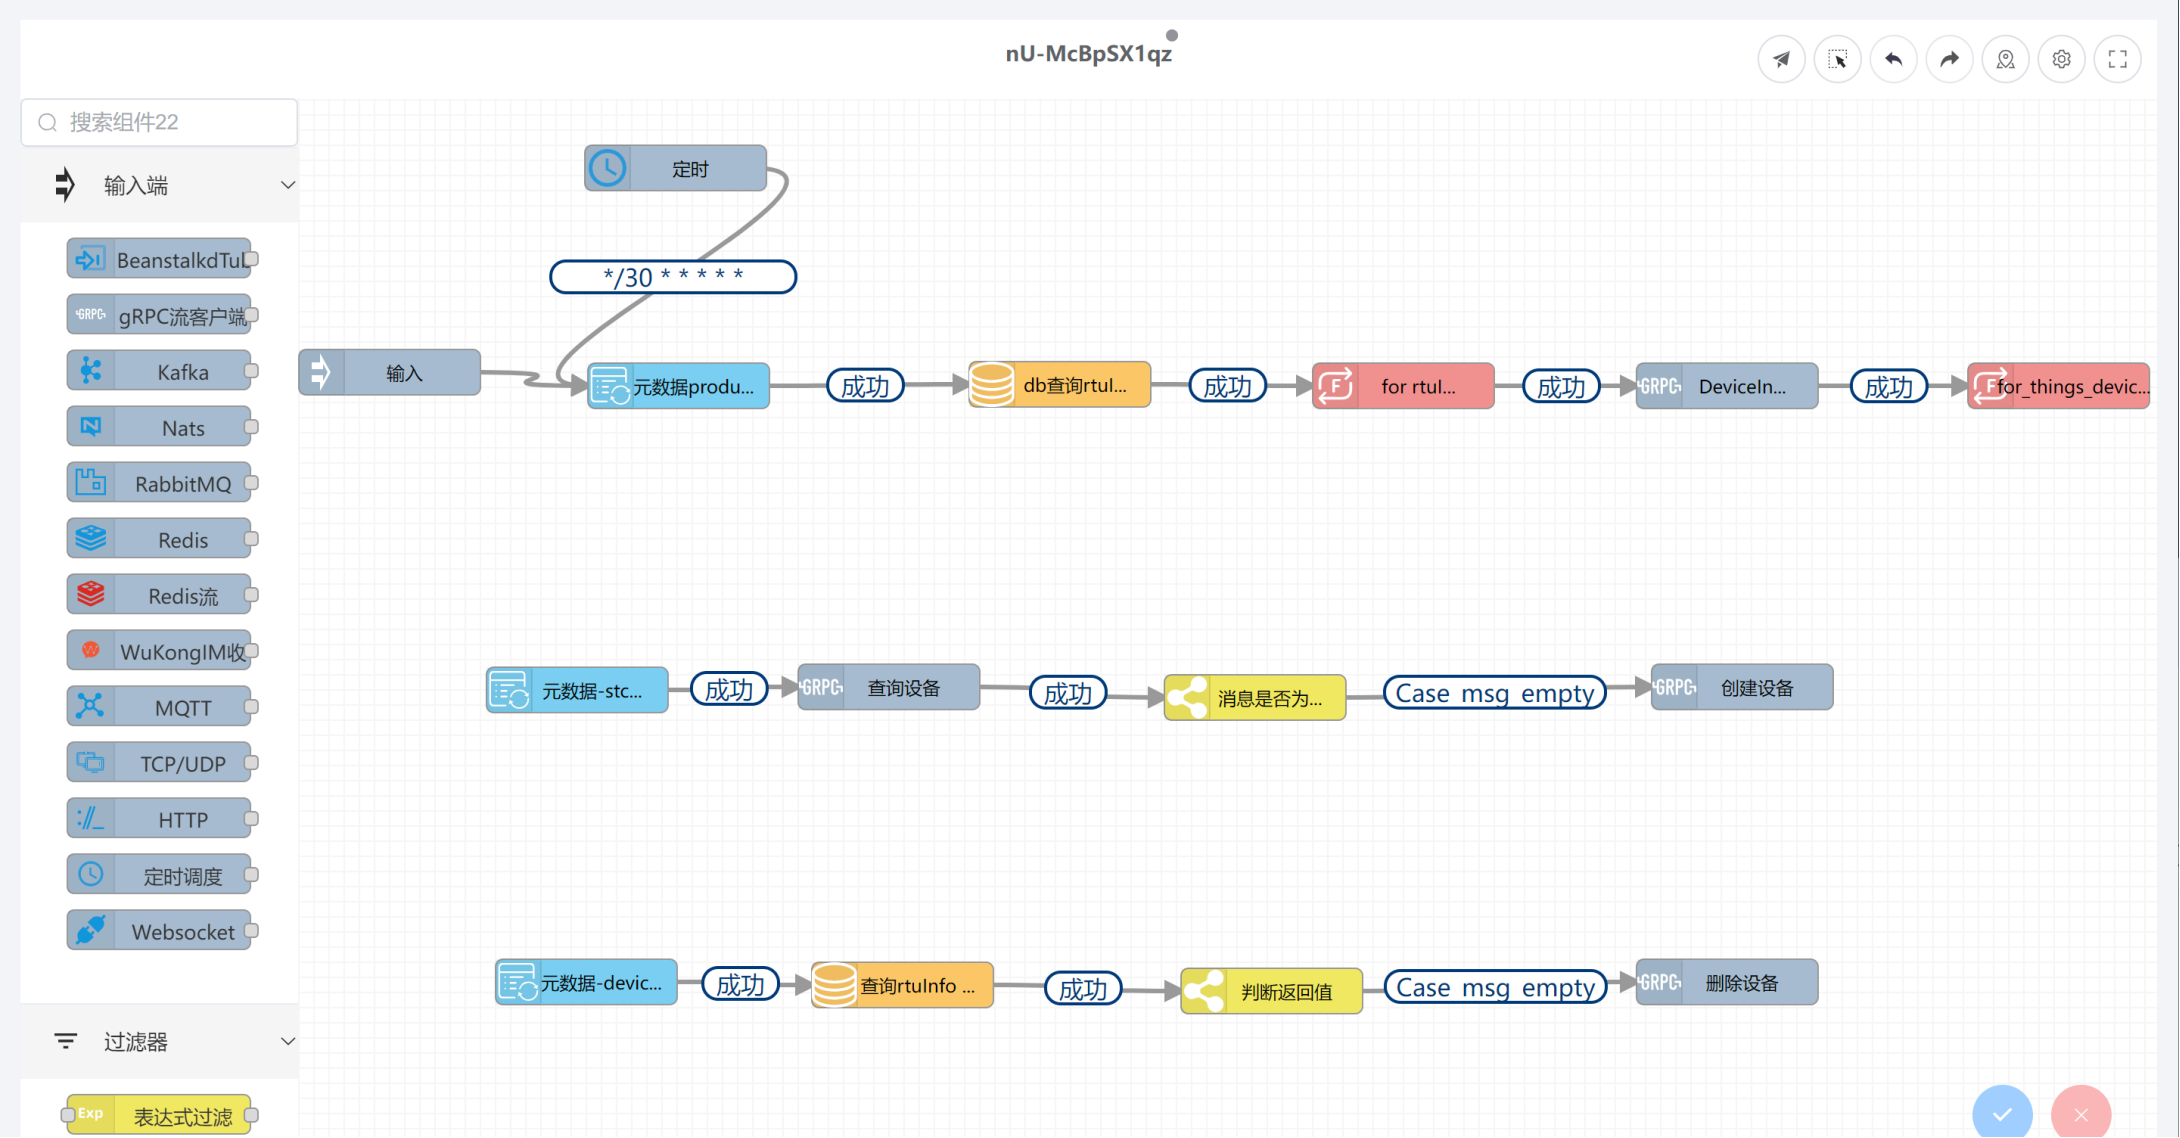 nU-McBpSX1qz
搜索组件22
输入端
BeanstalkdTub
GRPC gRPC流客户端
Kafka
Nats
RabbitMQ
Redis
Redis流
WuKongIM收
MQTT
TCP/UDP
HTTP
定时调度
Websocket
过滤器
Exp 表达式过滤
定时
*/30 * * * * *
输入
元数据produ...
成功
db查询rtuI...
成功
F for rtuI...
成功
GRPC DeviceIn...
成功
F for_things_devic...
元数据-stc...
成功
GRPC 查询设备
成功
消息是否为...
Case msg empty
GRPC 创建设备
元数据-devic...
成功
查询rtuInfo ...
成功
判断返回值
Case msg empty
GRPC 删除设备